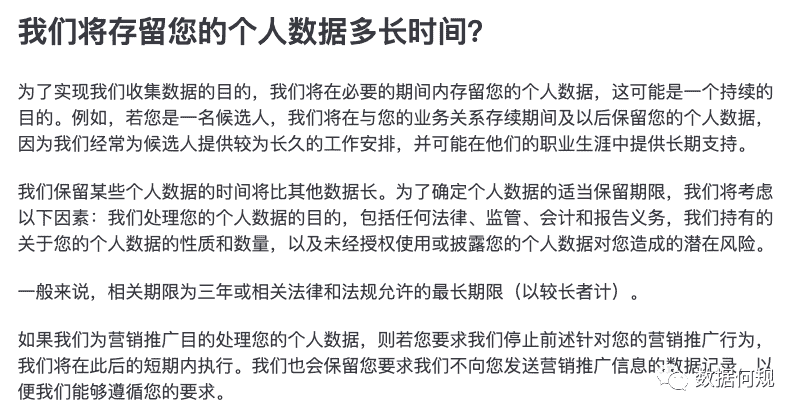 我们将存留您的个人数据多长时间？
为了实现我们收集数据的目的，我们将在必要的期间内存留您的个人数据，这可能是一个持续的
目的。例如，若您是一名候选人，我们将在与您的业务关系存续期间及以后保留您的个人数据，
因为我们经常为候选人提供较为长久的工作安排，并可能在他们的职业生涯中提供长期支持。
我们保留某些个人数据的时间将比其他数据长。为了确定个人数据的适当保留期限，我们将考虑
以下因素：我们处理您的个人数据的目的，包括任何法律、监管、会计和报告义务，我们持有的
关于您的个人数据的性质和数量，以及未经授权使用或披露您的个人数据对您造成的潜在风险。
一般来说，相关期限为三年或相关法律和法规允许的最长期限（以较长者计）。
如果我们为营销推广目的处理您的个人数据，则若您要求我们停止前述针对您的营销推广行为，
我们将在此后的短期内执行。我们也会保留您要求我们不向您发送营销推广信息的数据记录，以
便我们能够遵循您的要求。
数据何规